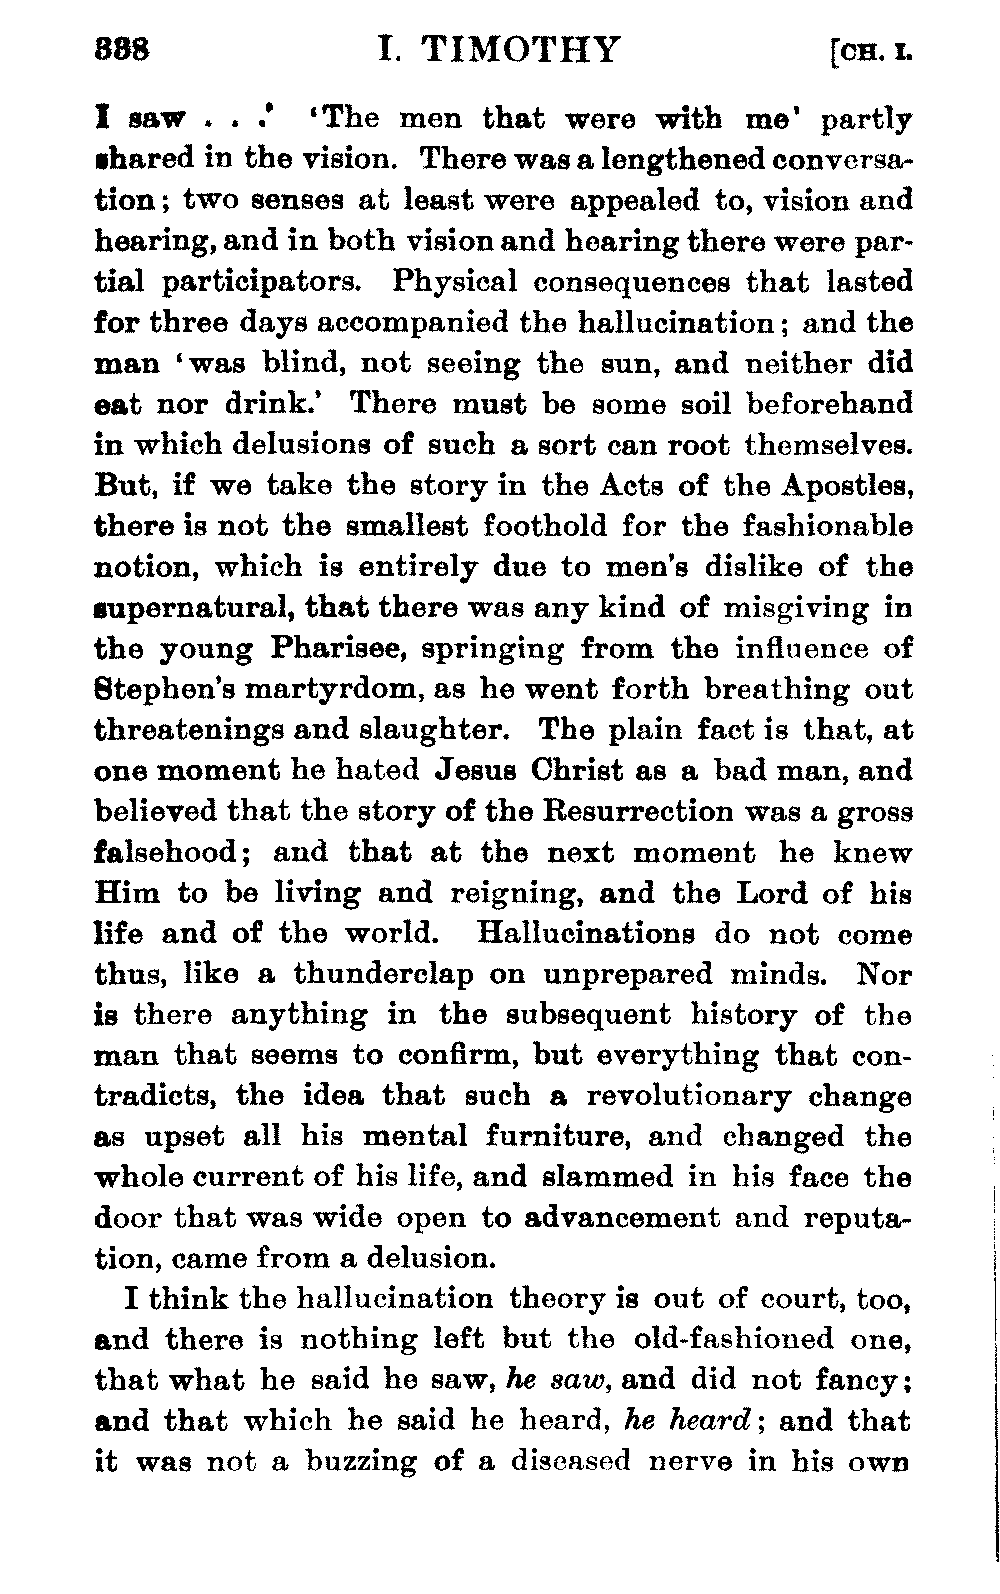 338 I. TIMOTHY [CH. I.
I saw . . .' 'The men that were with me' partly
shared in the vision. There was a lengthened conversa-
tion; two senses at least were appealed to, vision and
hearing, and in both vision and hearing there were par-
tial participators. Physical consequences that lasted
for three days accompanied the hallucination; and the
man 'was blind, not seeing the sun, and neither did
eat nor drink.' There must be some soil beforehand
in which delusions of such a sort can root themselves.
But, if we take the story in the Acts of the Apostles,
there is not the smallest foothold for the fashionable
notion, which is entirely due to men's dislike of the
supernatural, that there was any kind of misgiving in
the young Pharisee, springing from the influence of
Stephen's martyrdom, as he went forth breathing out
threatenings and slaughter. The plain fact is that, at
one moment he hated Jesus Christ as a bad man, and
believed that the story of the Resurrection was a gross
falsehood; and that at the next moment he knew
Him to be living and reigning, and the Lord of his
life and of the world. Hallucinations do not come
thus, like a thunderclap on unprepared minds. Nor
is there anything in the subsequent history of the
man that seems to confirm, but everything that con-
tradicts, the idea that such a revolutionary change
as upset all his mental furniture, and changed the
whole current of his life, and slammed in his face the
door that was wide open to advancement and reputa-
tion, came from a delusion.
I think the hallucination theory is out of court, too,
and there is nothing left but the old-fashioned one,
that what he said he saw, he saw, and did not fancy;
and that which he said he heard, he heard; and that
it was not a buzzing of a diseased nerve in his own